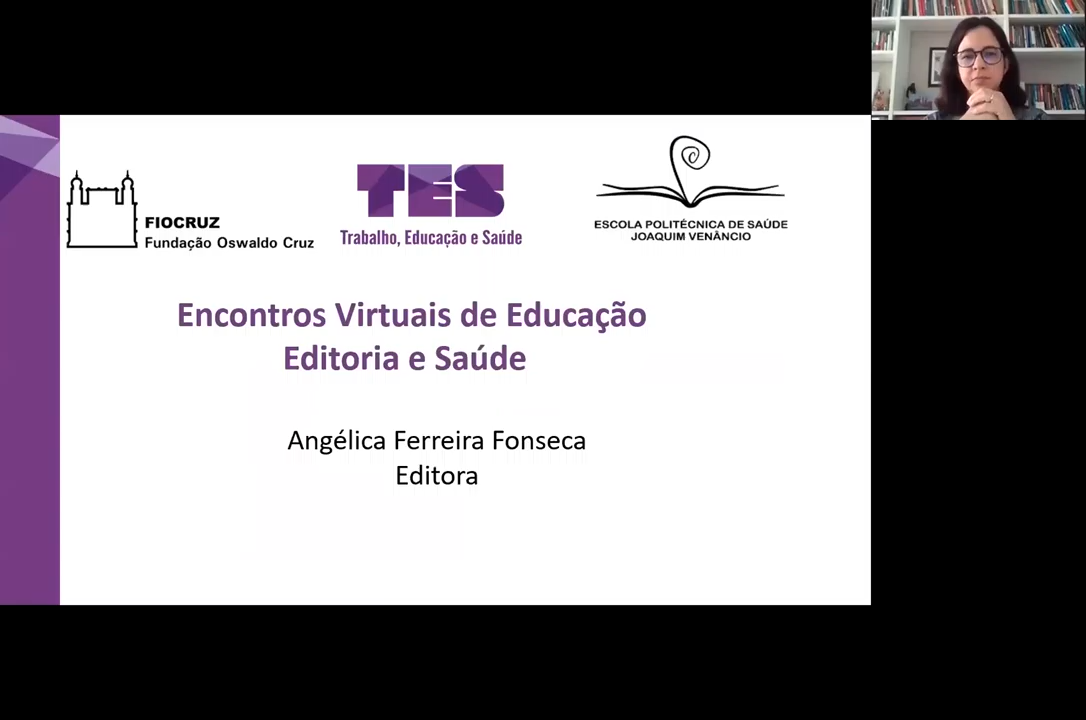 FIOCRUZ
Fundação Oswaldo Cruz
TES
Trabalho, Educação e Saúde
ESCOLA POLITÉCNICA DE SAÚDE
JOAQUIM VENÂNCIO
Encontros Virtuais de Educação
Editoria e Saúde
Angélica Ferreira Fonseca
Editora